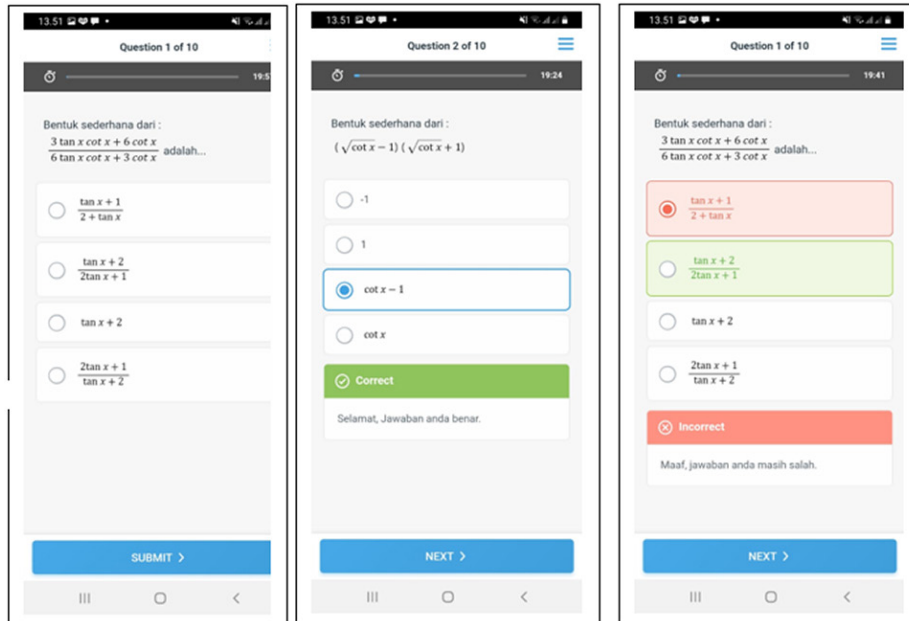 13.51
Question 1 of 10
19:5
Bentuk sederhana dari :
3 tan x cot x + 6 cot x
6 tan x cot x + 3 cot x
adalah...
tan x + 1
2 + tan x
tan x + 2
2tan x + 1
tan x + 2
2tan x + 1
tan x + 2
SUBMIT >
13.51
Question 2 of 10
19:24
Bentuk sederhana dari :
(√cot x − 1) (√cot x + 1)
-1
1
cot x − 1
cot x
Correct
Selamat, Jawaban anda benar.
NEXT >
13.51
Question 1 of 10
19:41
Bentuk sederhana dari :
3 tan x cot x + 6 cot x
6 tan x cot x + 3 cot x
adalah...
tan x + 1
2 + tan x
tan x + 2
2tan x + 1
tan x + 2
2tan x + 1
tan x + 2
Incorrect
Maaf, jawaban anda masih salah.
NEXT >